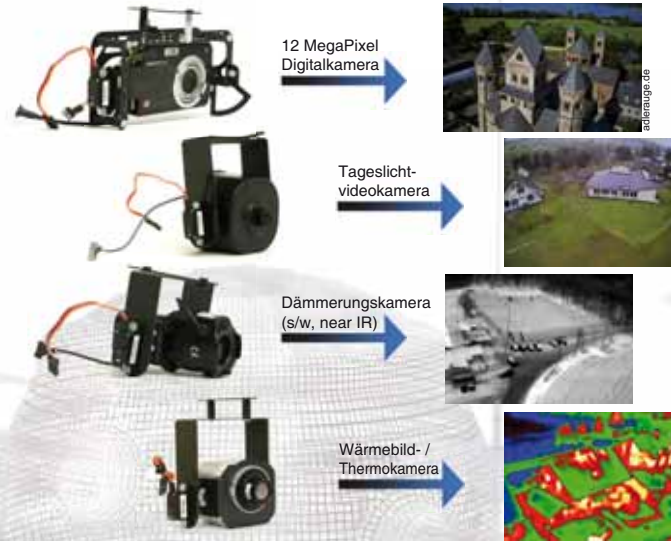 12 MegaPixel
Digitalkamera
adlerauge.de
Tageslicht-
videokamera
Dämmerungskamera
(s/w, near IR)
Wärmebild- /
Thermokamera